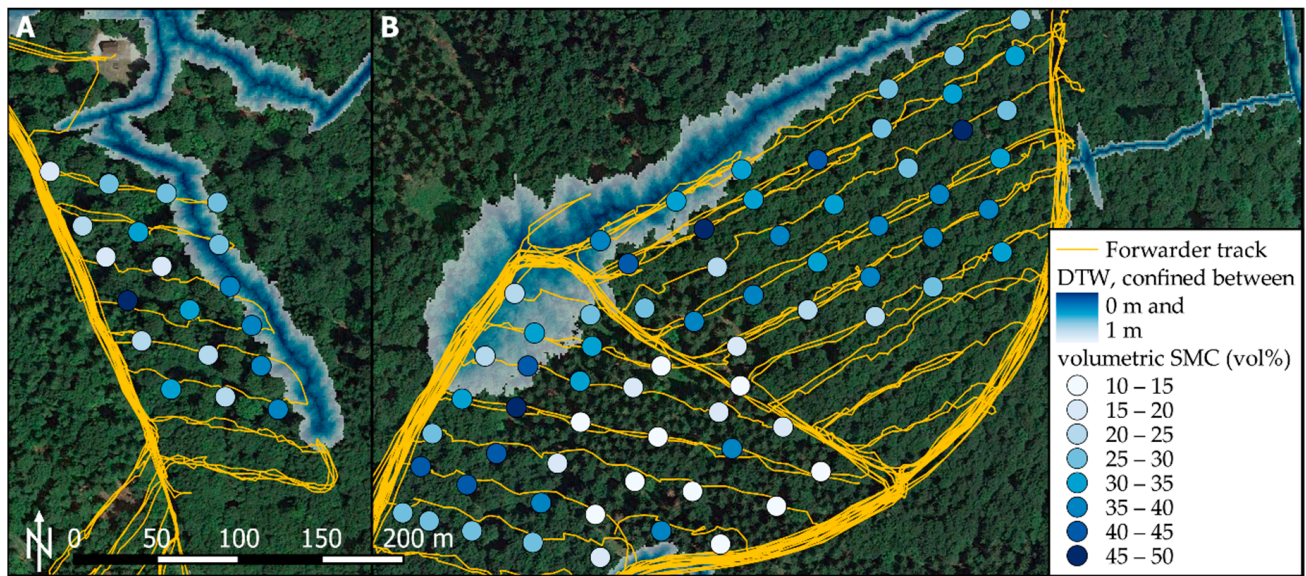 A
B
Forwarder track
DTW, confined between
0 m and
1 m
volumetric SMC (vol%)
10 – 15
15 – 20
20 – 25
25 – 30
30 – 35
35 – 40
40 – 45
45 – 50
N
0 50 100 150 200 m